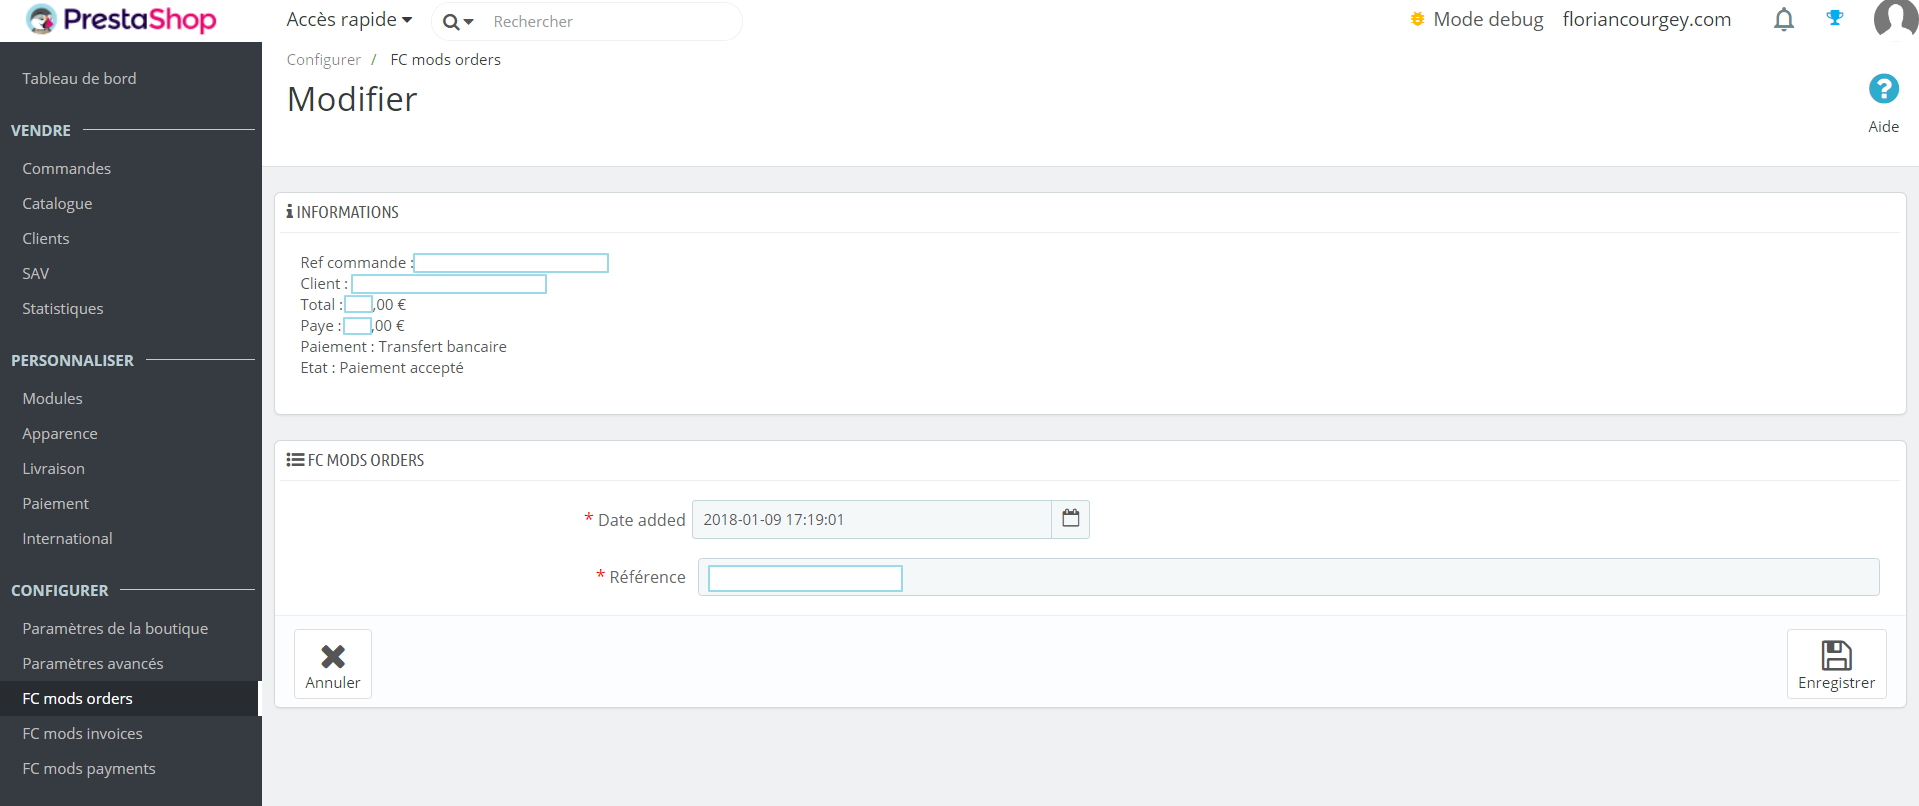 PrestaShop
Accès rapide
Rechercher
Mode debug
floriancourgey.com
Configurer / FC mods orders
Modifier
Aide
Tableau de bord
VENDRE
Commandes
Catalogue
Clients
SAV
Statistiques
PERSONNALISER
Modules
Apparence
Livraison
Paiement
International
CONFIGURER
Paramètres de la boutique
Paramètres avancés
FC mods orders
FC mods invoices
FC mods payments
INFORMATIONS
Ref commande :
Client :
Total : ,00 €
Paye : ,00 €
Paiement : Transfert bancaire
Etat : Paiement accepté
FC MODS ORDERS
* Date added 2018-01-09 17:19:01
* Référence
Annuler
Enregistrer